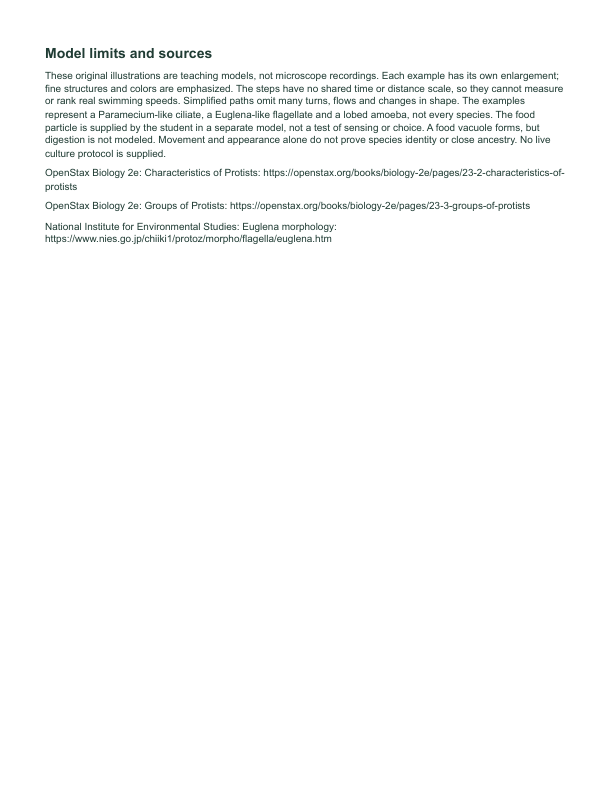 Model limits and sources
These original illustrations are teaching models, not microscope recordings. Each example has its own enlargement;
fine structures and colors are emphasized. The steps have no shared time or distance scale, so they cannot measure
or rank real swimming speeds. Simplified paths omit many turns, flows and changes in shape. The examples
represent a Paramecium-like ciliate, a Euglena-like flagellate and a lobed amoeba, not every species. The food
particle is supplied by the student in a separate model, not a test of sensing or choice. A food vacuole forms, but
digestion is not modeled. Movement and appearance alone do not prove species identity or close ancestry. No live
culture protocol is supplied.
OpenStax Biology 2e: Characteristics of Protists: https://openstax.org/books/biology-2e/pages/23-2-characteristics-of-
protists
OpenStax Biology 2e: Groups of Protists: https://openstax.org/books/biology-2e/pages/23-3-groups-of-protists
National Institute for Environmental Studies: Euglena morphology:
https://www.nies.go.jp/chiiki1/protoz/morpho/flagella/euglena.htm